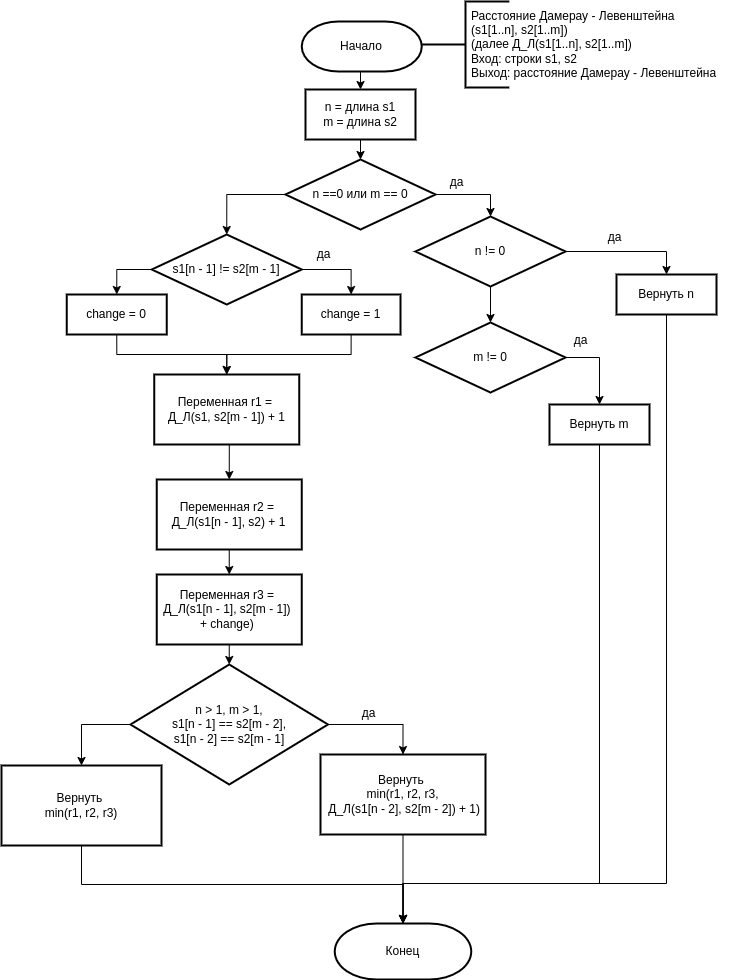 Начало
Расстояние Дамерау - Левенштейна
(s1[1..n], s2[1..m])
(далее Д_Л(s1[1..n], s2[1..m])
Вход: строки s1, s2
Выход: расстояние Дамерау - Левенштейна
n = длина s1
m = длина s2
n ==0 или m == 0
да
n != 0
да
Вернуть n
s1[n - 1] != s2[m - 1]
да
change = 0
change = 1
m != 0
да
Вернуть m
Переменная r1 =
Д_Л(s1, s2[m - 1]) + 1
Переменная r2 =
Д_Л(s1[n - 1], s2) + 1
Переменная r3 =
Д_Л(s1[n - 1], s2[m - 1])
+ change)
n > 1, m > 1,
s1[n - 1] == s2[m - 2],
s1[n - 2] == s2[m - 1]
да
Вернуть
min(r1, r2, r3)
Вернуть
min(r1, r2, r3,
Д_Л(s1[n - 2], s2[m - 2]) + 1)
Конец